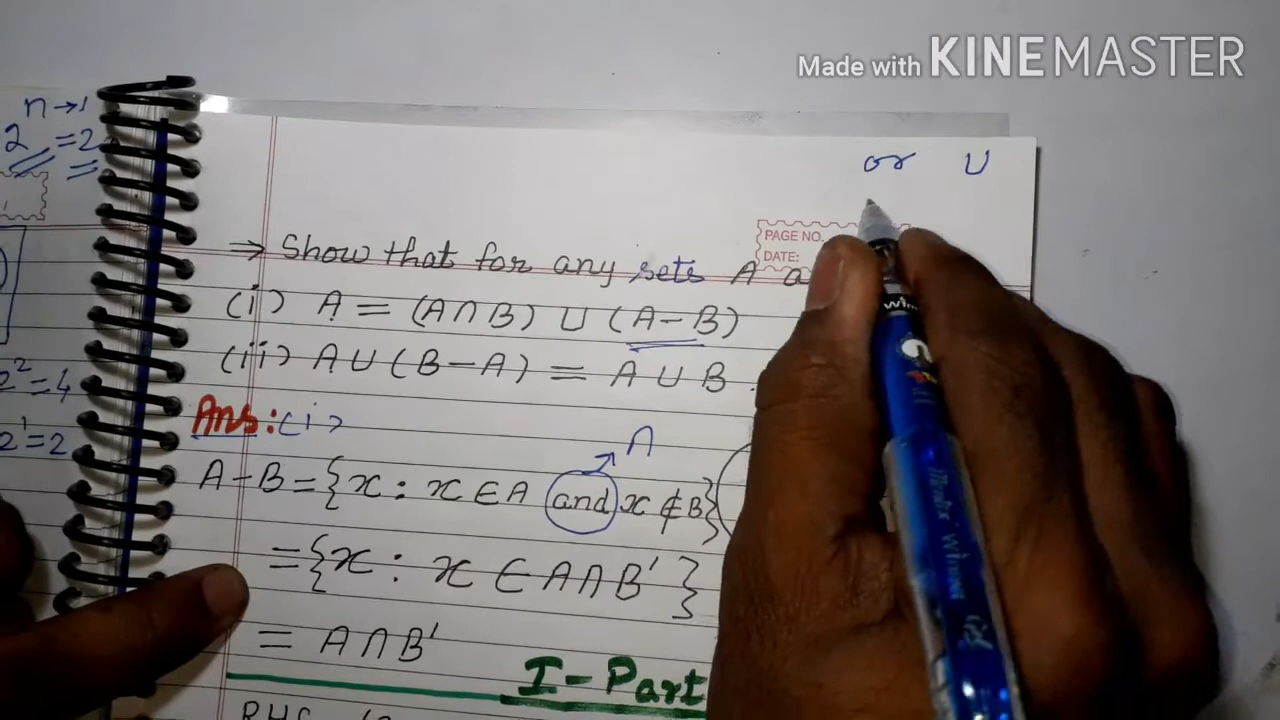 Made with KINEMASTER
n → 1
2 = 2
or U
PAGE NO.
DATE:
⇒ Show that for any sets A
(i) A = (A∩B) ∪ (A-B)
(ii) A∪(B-A) = A∪B.
2² = 4
Ans:(i)
2¹ = 2
∩
A-B={x : x∈A and x∉B}
={x : x∈A∩B'}
= A∩B'
I-Part
RHS